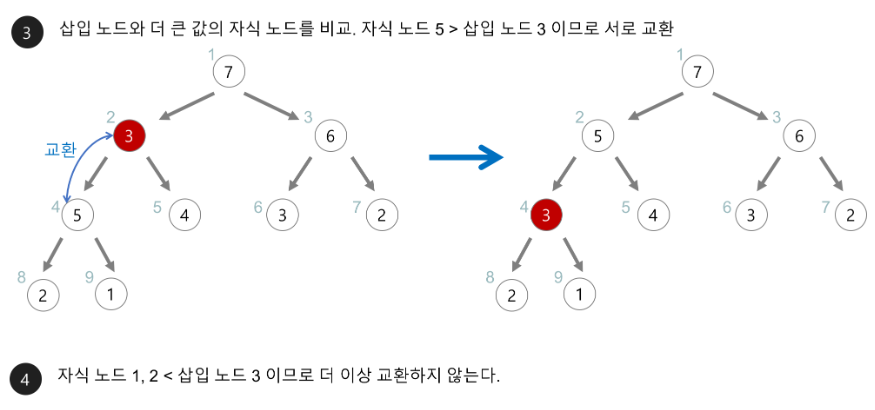 3 삽입 노드와 더 큰 값의 자식 노드를 비교. 자식 노드 5 > 삽입 노드 3 이므로 서로 교환
1 7
2 3 3 6
교환
4 5 5 4 6 3 7 2
8 2 9 1
1 7
2 5 3 6
4 3 5 4 6 3 7 2
8 2 9 1
4 자식 노드 1, 2 < 삽입 노드 3 이므로 더 이상 교환하지 않는다.